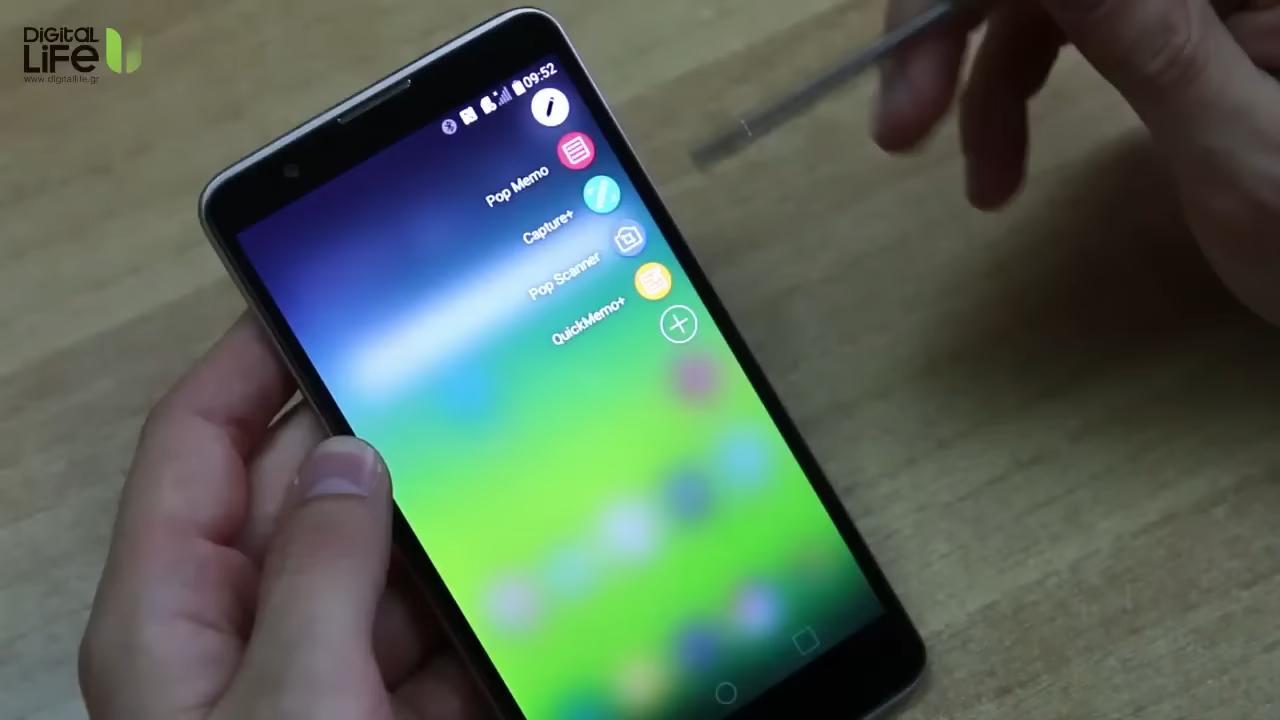 DiGiTAL
LiFE
www.digitallife.gr
09:52
Pop Memo
Capture+
Pop Scanner
QuickMemo+